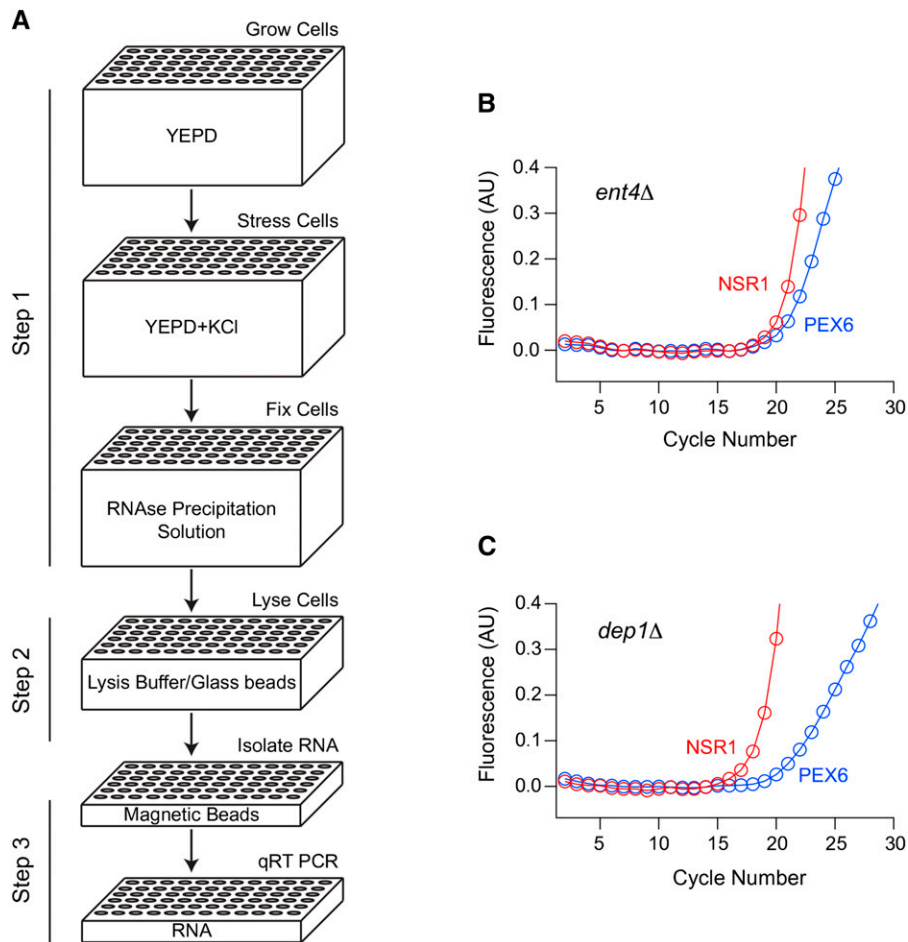 A
Grow Cells
YEPD
Stress Cells
YEPD+KCl
Fix Cells
RNAse Precipitation
Solution
Step 1
Lyse Cells
Lysis Buffer/Glass beads
Step 2
Isolate RNA
Magnetic Beads
qRT PCR
RNA
Step 3
B
0.4
0.3
0.2
0.1
0.0
Fluorescence (AU)
ent4Δ
NSR1
PEX6
5 10 15 20 25 30
Cycle Number
C
0.4
0.3
0.2
0.1
0.0
Fluorescence (AU)
dep1Δ
NSR1
PEX6
5 10 15 20 25 30
Cycle Number